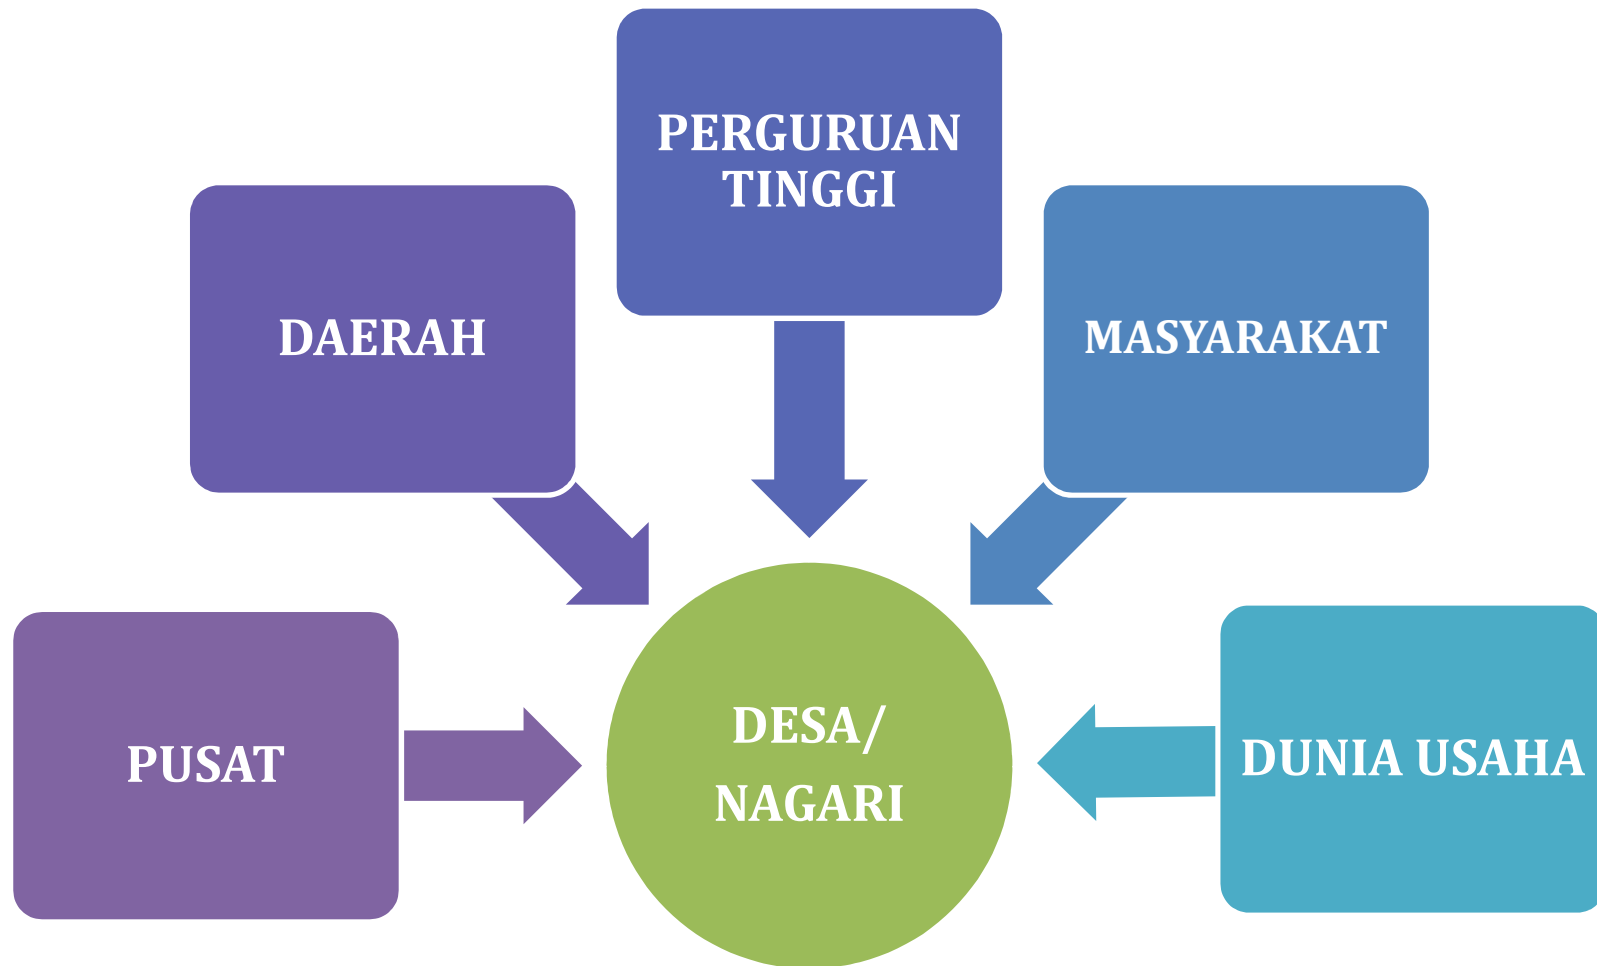 PERGURUAN
TINGGI
DAERAH
MASYARAKAT
PUSAT
DESA/
NAGARI
DUNIA USAHA